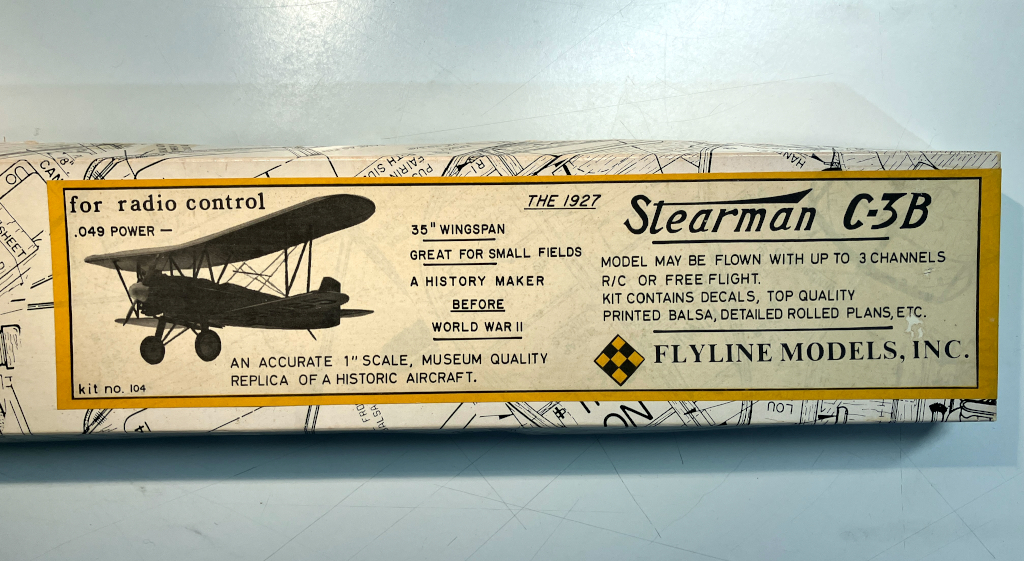 for radio control
.049 POWER —
kit no. 104
THE 1927
35" WINGSPAN
GREAT FOR SMALL FIELDS
A HISTORY MAKER
BEFORE
WORLD WAR II
AN ACCURATE 1" SCALE, MUSEUM QUALITY
REPLICA OF A HISTORIC AIRCRAFT.
Stearman C-3B
MODEL MAY BE FLOWN WITH UP TO 3 CHANNELS
R/C OR FREE FLIGHT.
KIT CONTAINS DECALS, TOP QUALITY
PRINTED BALSA, DETAILED ROLLED PLANS, ETC.
FLYLINE MODELS, INC.
SHEET
LOU